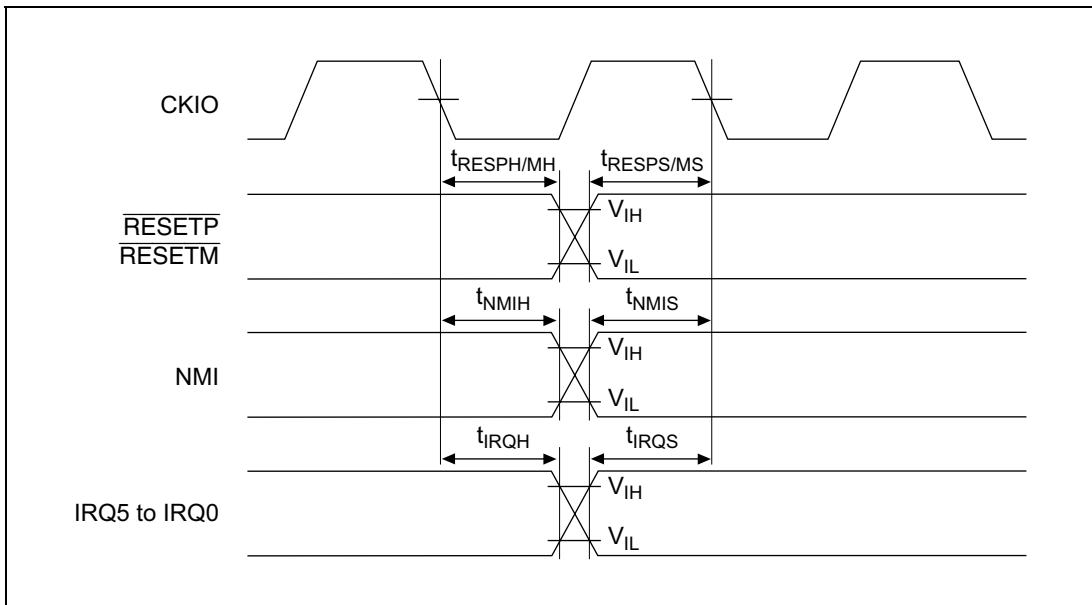 CKIO
tRESPH/MH tRESPS/MS
RESETP
RESETM
VIH
VIL
tNMIH tNMIS
NMI
VIH
VIL
tIRQH tIRQS
IRQ5 to IRQ0
VIH
VIL